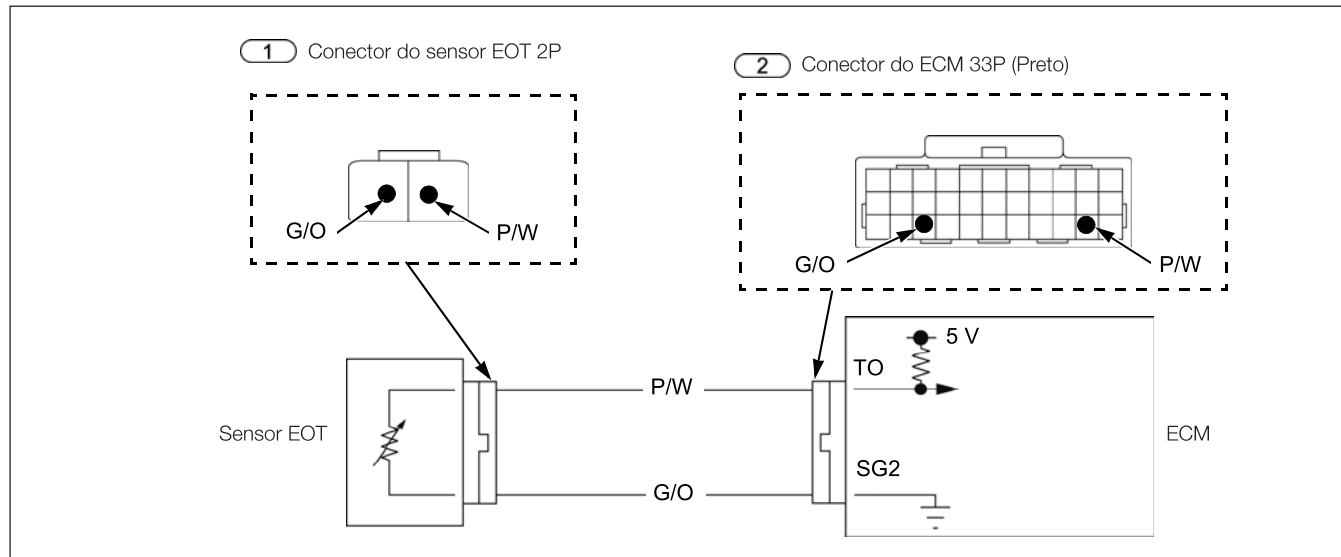 1 Conector do sensor EOT 2P
2 Conector do ECM 33P (Preto)
G/O
P/W
G/O
P/W
5 V
TO
P/W
Sensor EOT
ECM
SG2
G/O